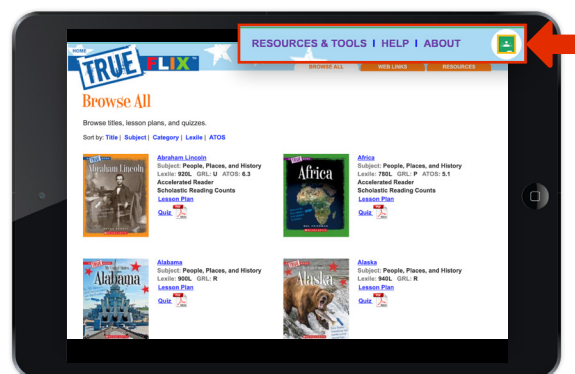 HOME
RESOURCES & TOOLS | HELP | ABOUT
TRUE FLIX
BROWSE ALL WEB LINKS RESOURCES
Browse All
Browse titles, lesson plans, and quizzes.
Sort by: Title | Subject | Category | Lexile | ATOS
Abraham Lincoln
Abraham Lincoln
Subject: People, Places, and History
Lexile: 920L GRL: U ATOS: 6.3
Accelerated Reader
Scholastic Reading Counts
Lesson Plan
Quiz
Africa
Africa
Subject: People, Places, and History
Lexile: 780L GRL: P ATOS: 5.1
Accelerated Reader
Scholastic Reading Counts
Lesson Plan
Quiz
Alabama
Alabama
Subject: People, Places, and History
Lexile: 900L GRL: R
Lesson Plan
Quiz
Alaska
Alaska
Subject: People, Places, and History
Lexile: 940L GRL: R
Lesson Plan
Quiz